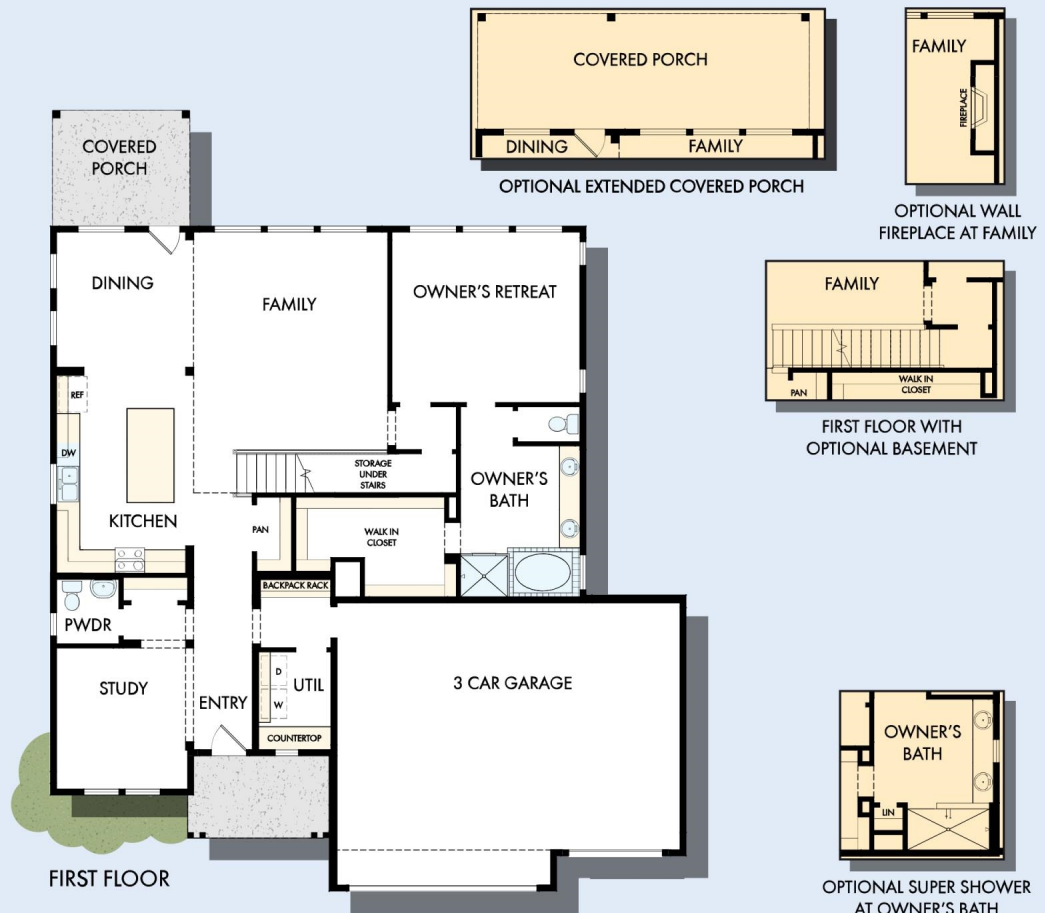 COVERED PORCH
DINING
FAMILY
OPTIONAL EXTENDED COVERED PORCH
FAMILY
FIREPLACE
OPTIONAL WALL
FIREPLACE AT FAMILY
COVERED
PORCH
DINING
FAMILY
OWNER'S RETREAT
REF
DW
KITCHEN
STORAGE
UNDER
STAIRS
OWNER'S
BATH
PAN
WALK IN
CLOSET
BACKPACK RACK
PWDR
STUDY
ENTRY
D
W
UTIL
COUNTERTOP
3 CAR GARAGE
FIRST FLOOR
FAMILY
PAN
WALK IN
CLOSET
FIRST FLOOR WITH
OPTIONAL BASEMENT
OWNER'S
BATH
LIN
OPTIONAL SUPER SHOWER
AT OWNER'S BATH